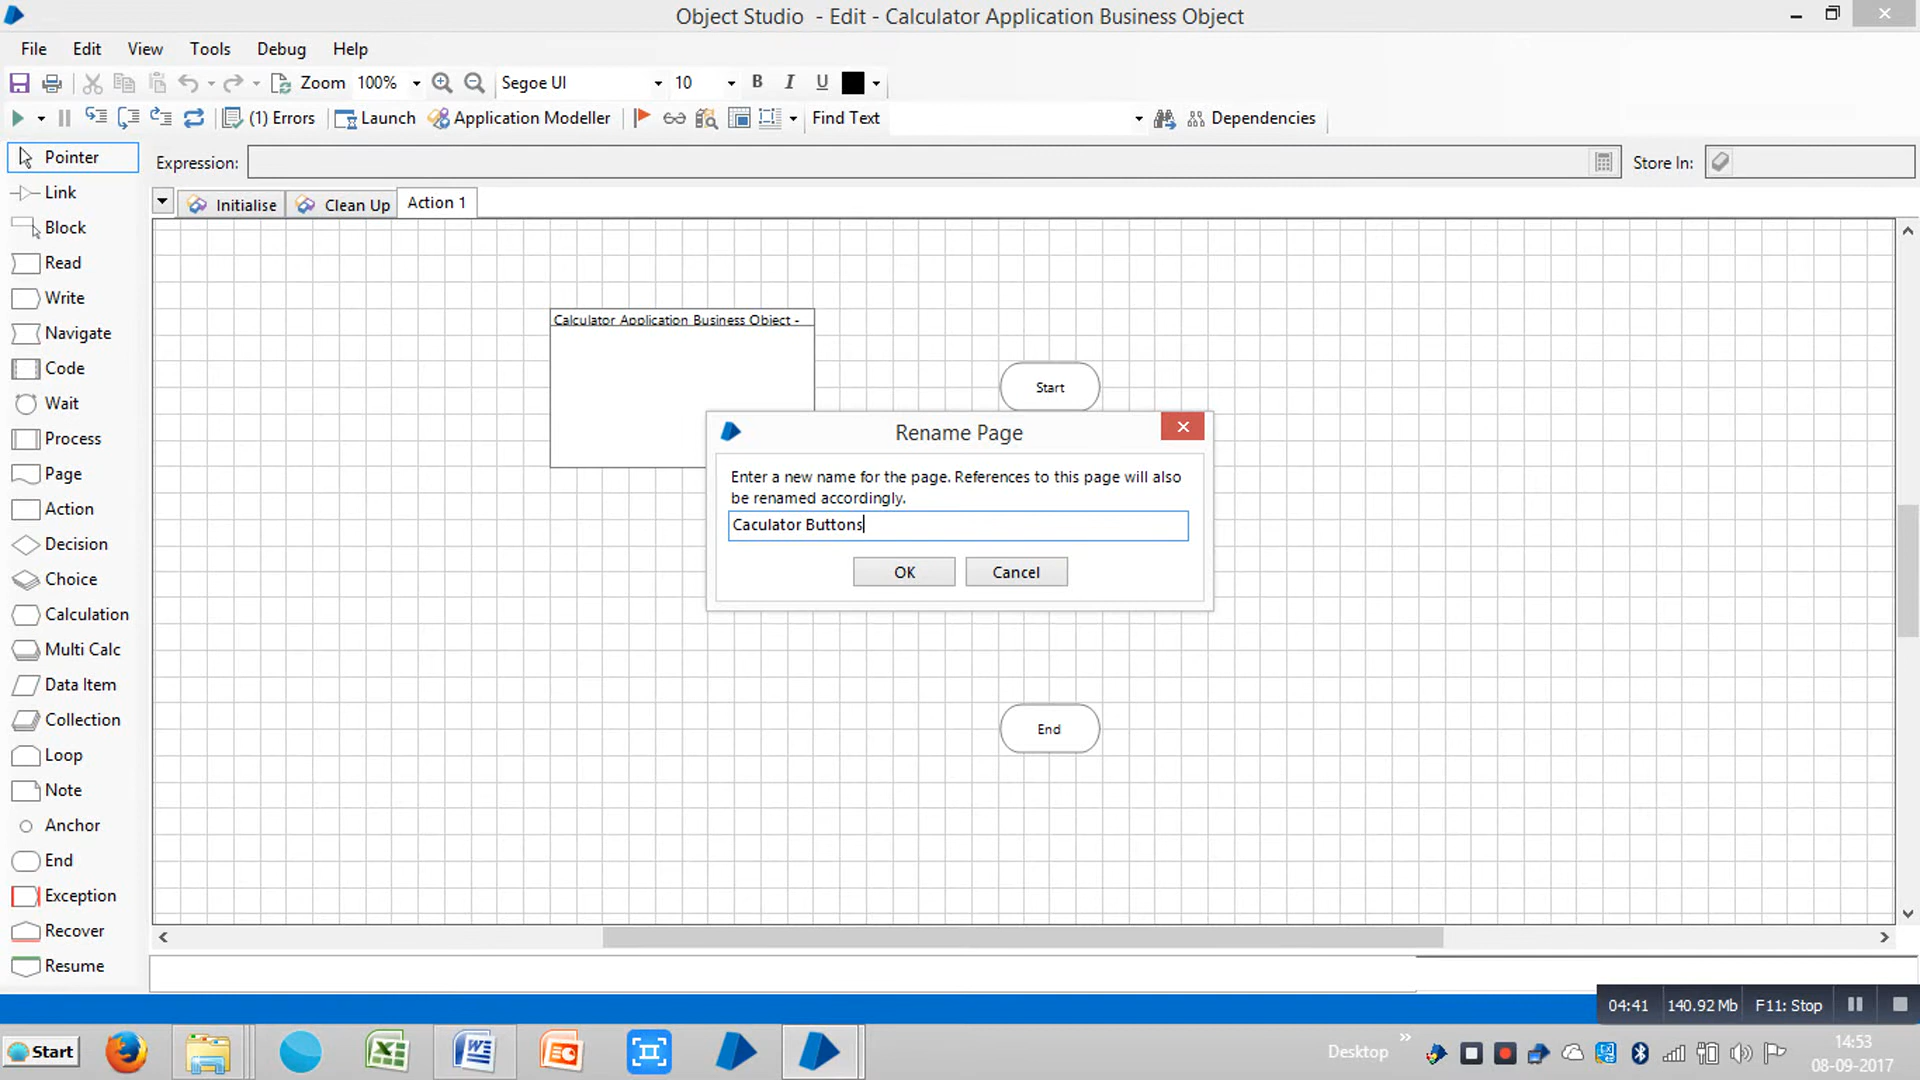 Object Studio - Edit - Calculator Application Business Object
File Edit View Tools Debug Help
Zoom 100% Segoe UI 10 B I U
(1) Errors Launch Application Modeller Find Text Dependencies
Pointer
Expression: Store In:
Link
Initialise Clean Up Action 1
Block
Read
Write
Navigate
Code
Wait
Process
Page
Action
Decision
Choice
Calculation
Multi Calc
Data Item
Collection
Loop
Note
Anchor
End
Exception
Recover
Resume
Calculator Application Business Object -
Start
Rename Page
Enter a new name for the page. References to this page will also
be renamed accordingly.
Caculator Buttons
OK Cancel
End
04:41 140.92 Mb F11: Stop
Start Desktop 14:53
08-09-2017